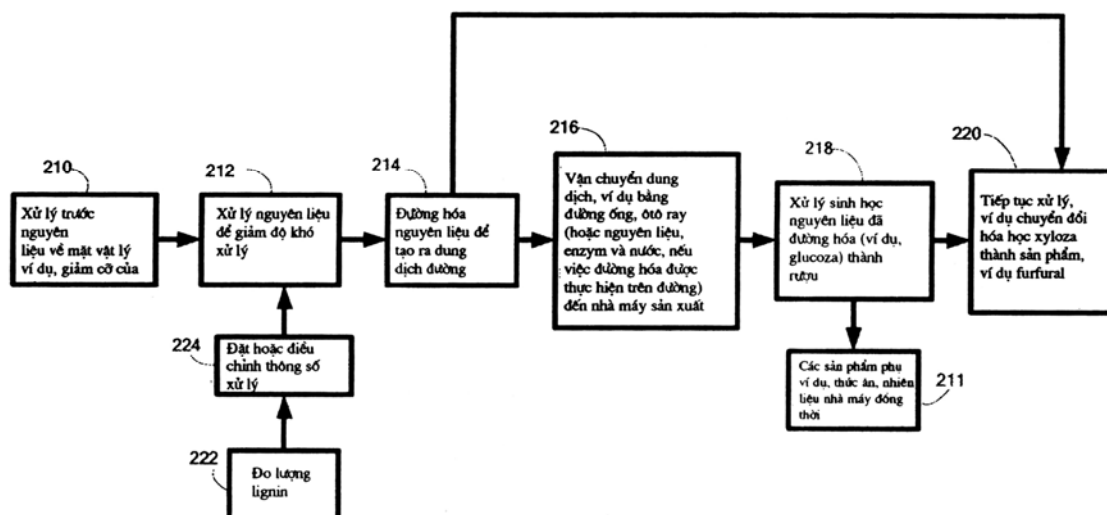 210
Xử lý trước
nguyên
liệu về mặt vật lý
ví dụ, giảm cỡ của
212
Xử lý nguyên liệu
để giảm độ khó
xử lý
214
Đường hóa
nguyên liệu để
tạo ra dung
dịch đường
216
Vận chuyển dung
dịch, ví dụ bằng
đường ống, ôtô ray
(hoặc nguyên liệu,
enzym và nước, nếu
việc đường hóa được
thực hiện trên đường)
đến nhà máy sản xuất
218
Xử lý sinh học
nguyên liệu đã
đường hóa (ví dụ,
glucoza) thành
rượu
220
Tiếp tục xử lý,
ví dụ chuyển đổi
hóa học xyloza
thành sản phẩm,
ví dụ furfural
224
Đặt hoặc điều
chỉnh thông số
xử lý
Các sản phẩm phụ
ví dụ, thức ăn, nhiên
liệu nhà máy đồng
thời
211
222
Đo lượng
lignin